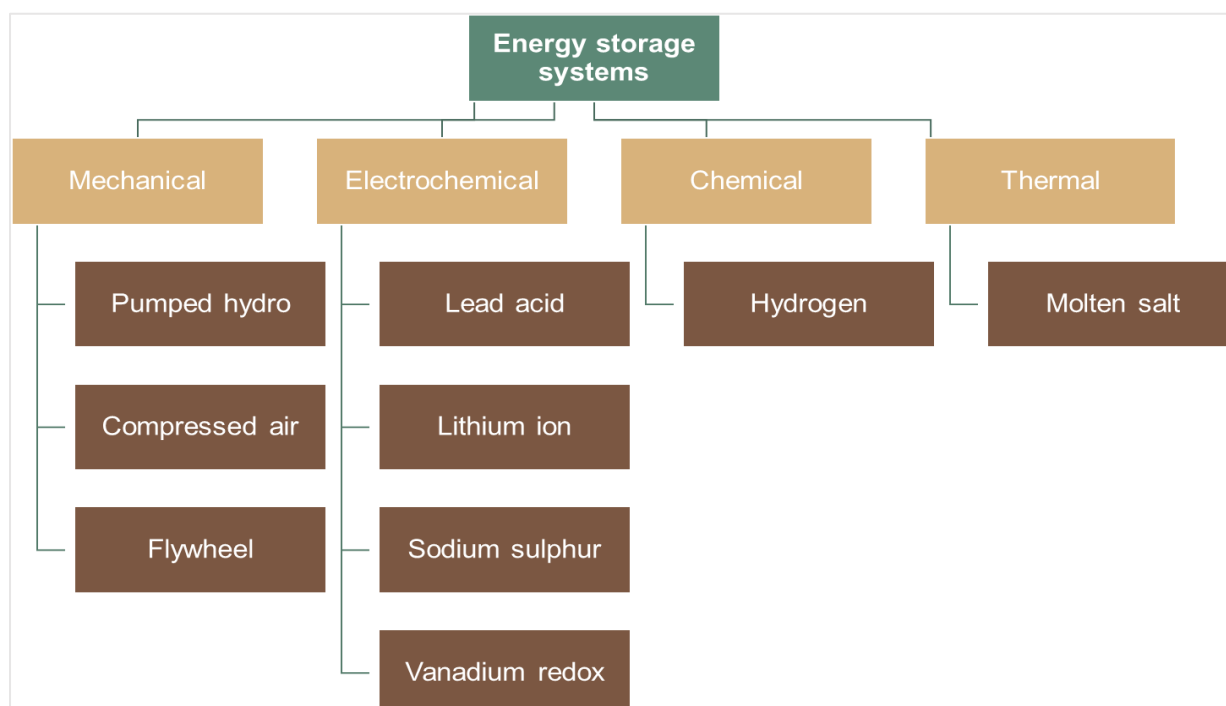 Energy storage
systems
Mechanical
Electrochemical
Chemical
Thermal
Pumped hydro
Lead acid
Hydrogen
Molten salt
Compressed air
Lithium ion
Flywheel
Sodium sulphur
Vanadium redox